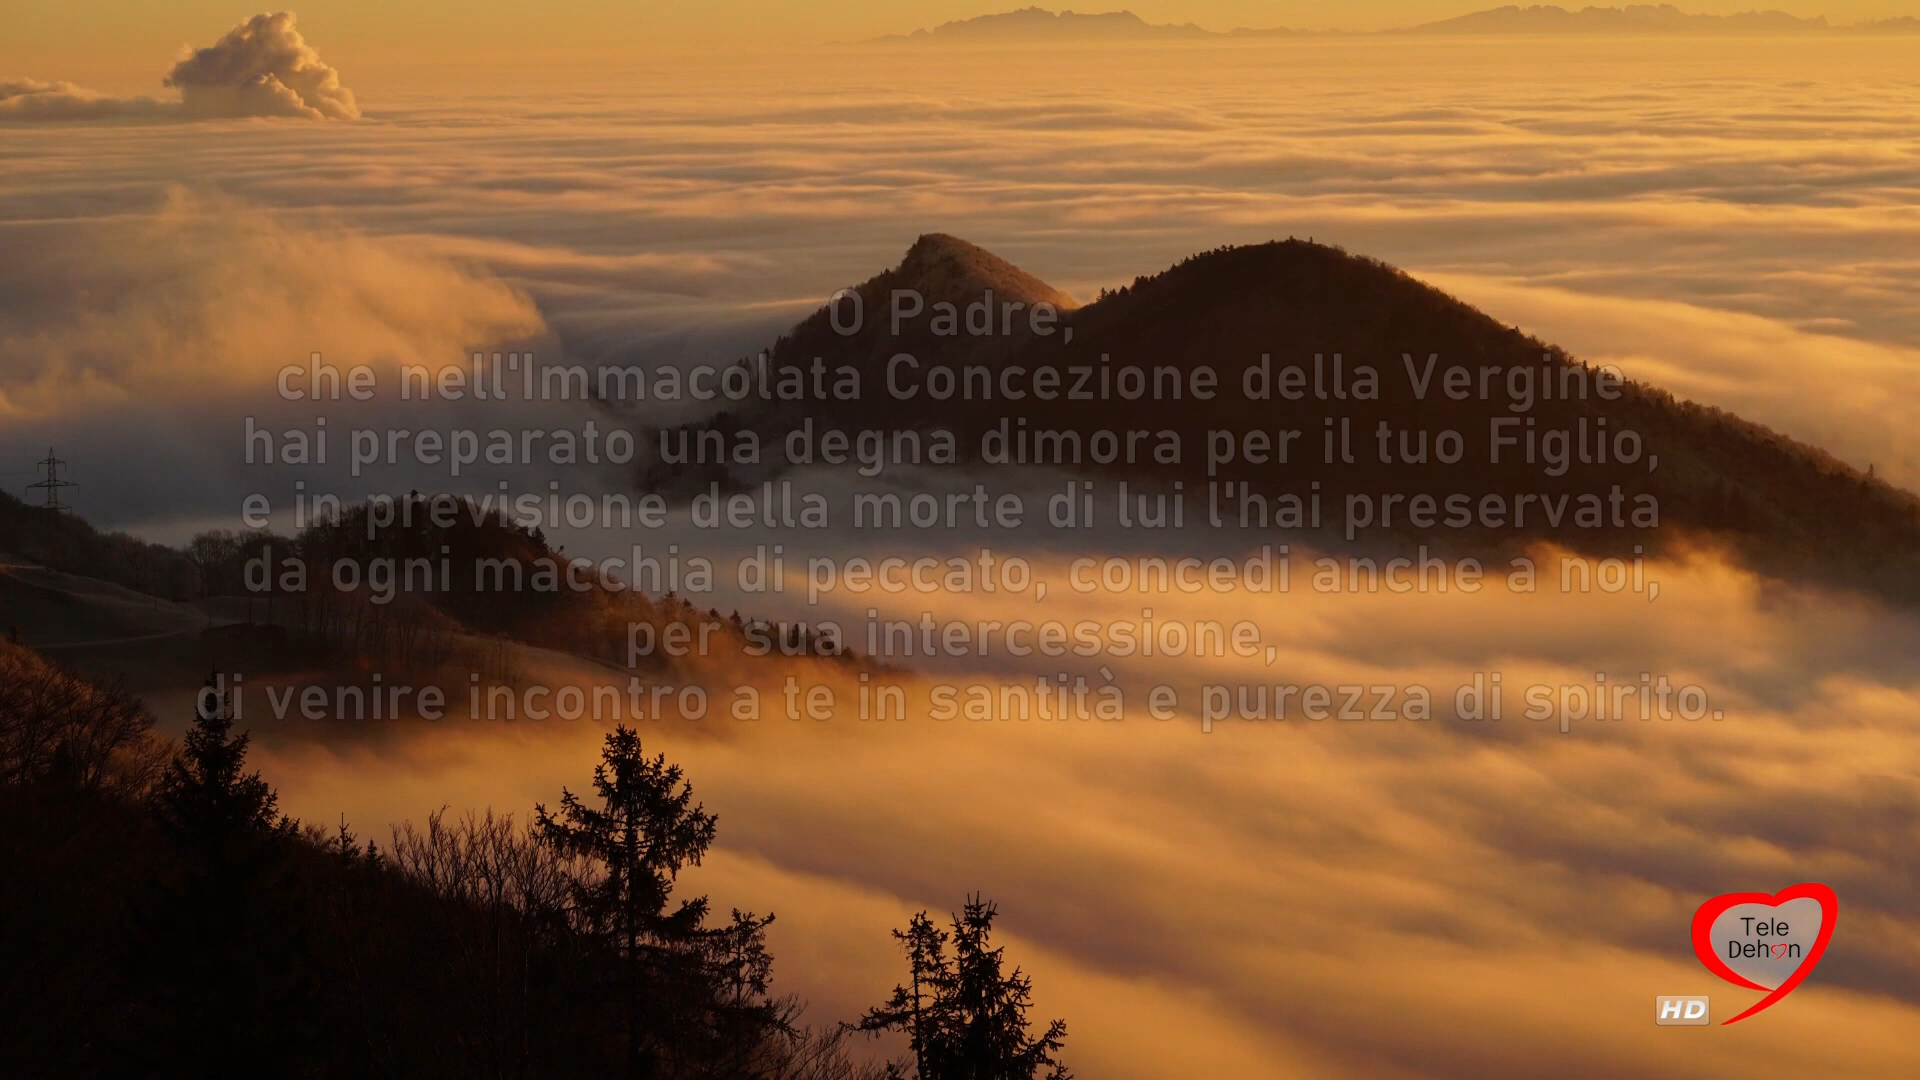 O Padre,
che nell'Immacolata Concezione della Vergine
hai preparato una degna dimora per il tuo Figlio,
e in previsione della morte di lui l'hai preservata
da ogni macchia di peccato, concedi anche a noi,
per sua intercessione,
di venire incontro a te in santità e purezza di spirito.
Tele
Dehon
HD